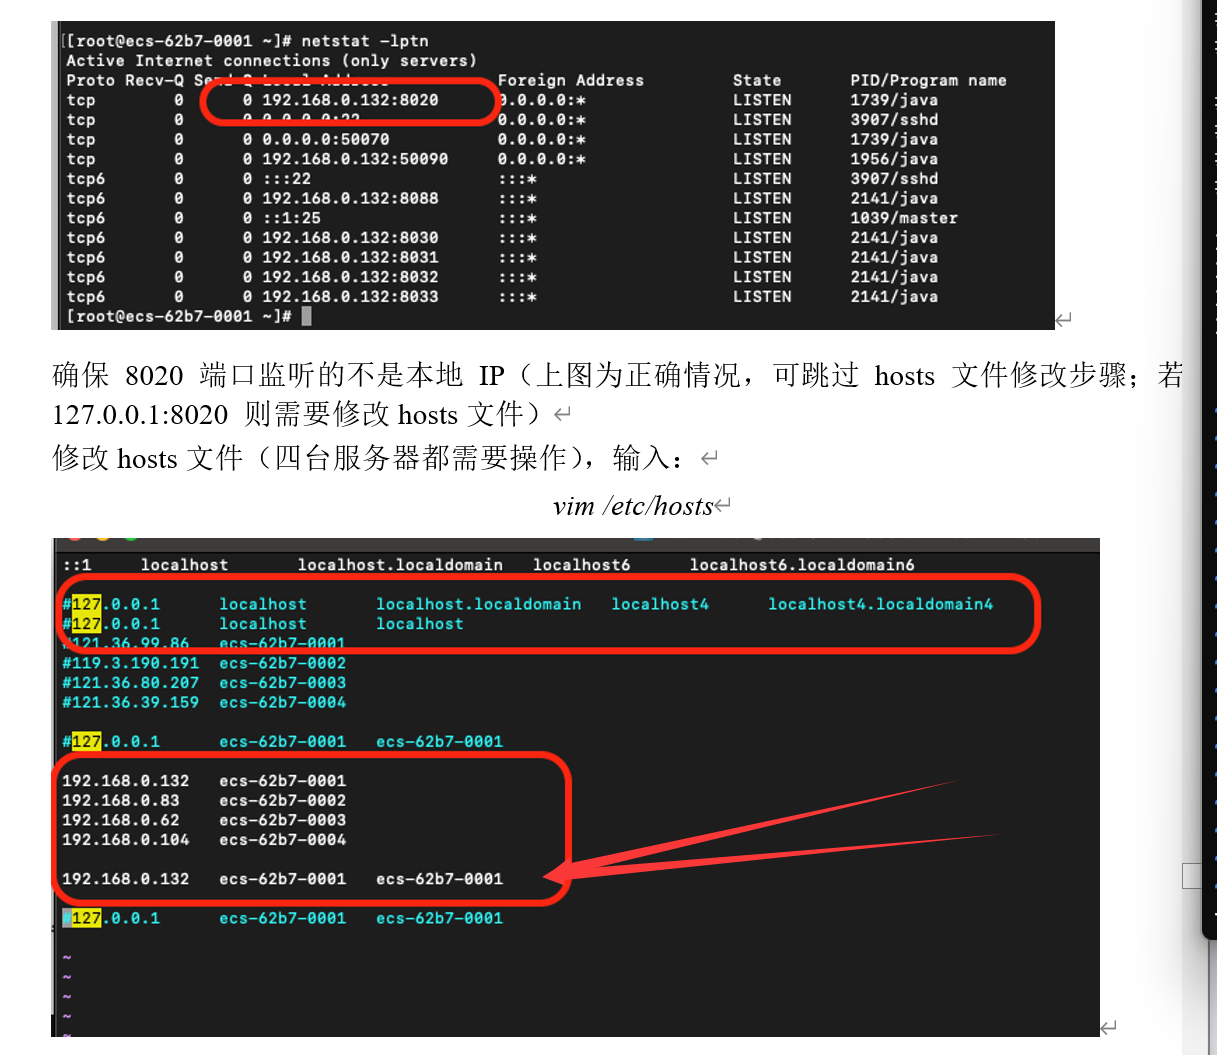 [[root@ecs-62b7-0001 ~]# netstat -lptn
Active Internet connections (only servers)
Proto Recv-Q Send-Q Local Address Foreign Address State PID/Program name
tcp 0 0 192.168.0.132:8020 0.0.0.0:* LISTEN 1739/java
tcp 0 0 0.0.0.0:22 0.0.0.0:* LISTEN 3907/sshd
tcp 0 0 0.0.0.0:50070 0.0.0.0:* LISTEN 1739/java
tcp 0 0 192.168.0.132:50090 0.0.0.0:* LISTEN 1956/java
tcp6 0 0 :::22 :::* LISTEN 3907/sshd
tcp6 0 0 192.168.0.132:8088 :::* LISTEN 2141/java
tcp6 0 0 ::1:25 :::* LISTEN 1039/master
tcp6 0 0 192.168.0.132:8030 :::* LISTEN 2141/java
tcp6 0 0 192.168.0.132:8031 :::* LISTEN 2141/java
tcp6 0 0 192.168.0.132:8032 :::* LISTEN 2141/java
tcp6 0 0 192.168.0.132:8033 :::* LISTEN 2141/java
[root@ecs-62b7-0001 ~]#
确保 8020 端口监听的不是本地 IP（上图为正确情况，可跳过 hosts 文件修改步骤；若
127.0.0.1:8020 则需要修改 hosts 文件）
修改 hosts 文件（四台服务器都需要操作），输入：
vim /etc/hosts
::1 localhost localhost.localdomain localhost6 localhost6.localdomain6
#127.0.0.1 localhost localhost.localdomain localhost4 localhost4.localdomain4
#127.0.0.1 localhost localhost
#121.36.99.86 ecs-62b7-0001
#119.3.190.191 ecs-62b7-0002
#121.36.80.207 ecs-62b7-0003
#121.36.39.159 ecs-62b7-0004
#127.0.0.1 ecs-62b7-0001 ecs-62b7-0001
192.168.0.132 ecs-62b7-0001
192.168.0.83 ecs-62b7-0002
192.168.0.62 ecs-62b7-0003
192.168.0.104 ecs-62b7-0004
192.168.0.132 ecs-62b7-0001 ecs-62b7-0001
#127.0.0.1 ecs-62b7-0001 ecs-62b7-0001
~
~
~
~
~